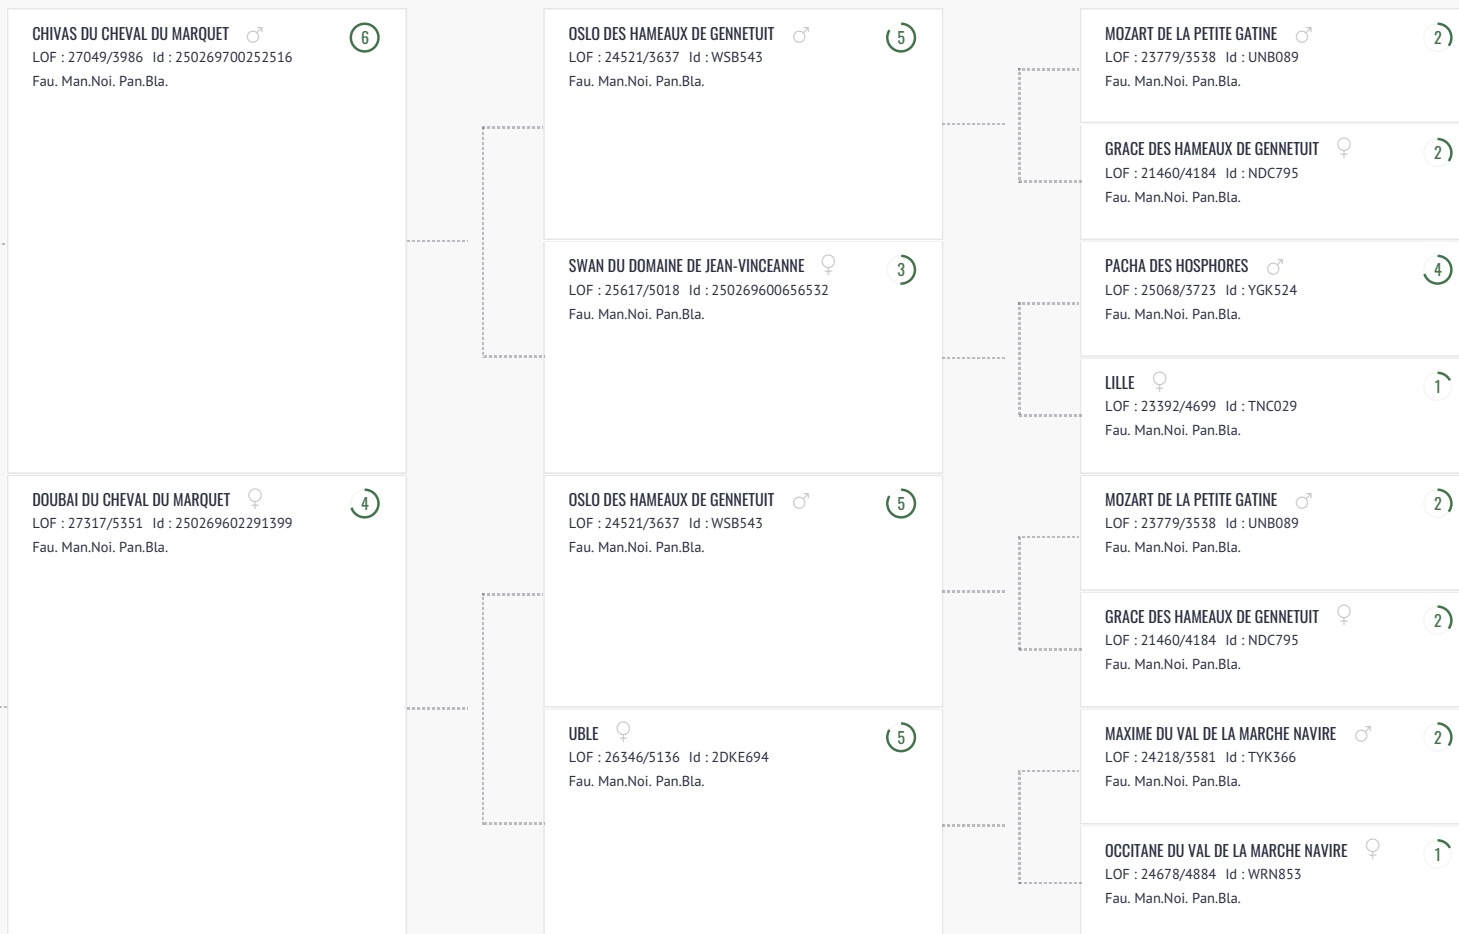 CHIVAS DU CHEVAL DU MARQUET 6
LOF : 27049/3986 Id : 250269700252516
Fau. Man.Noi. Pan.Bla.
DOUBAI DU CHEVAL DU MARQUET 4
LOF : 27317/5351 Id : 250269602291399
Fau. Man.Noi. Pan.Bla.
OSLO DES HAMEAUX DE GENNETUIT 5
LOF : 24521/3637 Id : WSB543
Fau. Man.Noi. Pan.Bla.
SWAN DU DOMAINE DE JEAN-VINCEANNE 3
LOF : 25617/5018 Id : 250269600656532
Fau. Man.Noi. Pan.Bla.
OSLO DES HAMEAUX DE GENNETUIT 5
LOF : 24521/3637 Id : WSB543
Fau. Man.Noi. Pan.Bla.
UBLE 5
LOF : 26346/5136 Id : 2DKE694
Fau. Man.Noi. Pan.Bla.
MOZART DE LA PETITE GATINE 2
LOF : 23779/3538 Id : UNB089
Fau. Man.Noi. Pan.Bla.
GRACE DES HAMEAUX DE GENNETUIT 2
LOF : 21460/4184 Id : NDC795
Fau. Man.Noi. Pan.Bla.
PACHA DES HOSPHORES 4
LOF : 25068/3723 Id : YGK524
Fau. Man.Noi. Pan.Bla.
LILLE 1
LOF : 23392/4699 Id : TNC029
Fau. Man.Noi. Pan.Bla.
MOZART DE LA PETITE GATINE 2
LOF : 23779/3538 Id : UNB089
Fau. Man.Noi. Pan.Bla.
GRACE DES HAMEAUX DE GENNETUIT 2
LOF : 21460/4184 Id : NDC795
Fau. Man.Noi. Pan.Bla.
MAXIME DU VAL DE LA MARCHE NAVIRE 2
LOF : 24218/3581 Id : TYK366
Fau. Man.Noi. Pan.Bla.
OCCITANE DU VAL DE LA MARCHE NAVIRE 1
LOF : 24678/4884 Id : WRN853
Fau. Man.Noi. Pan.Bla.